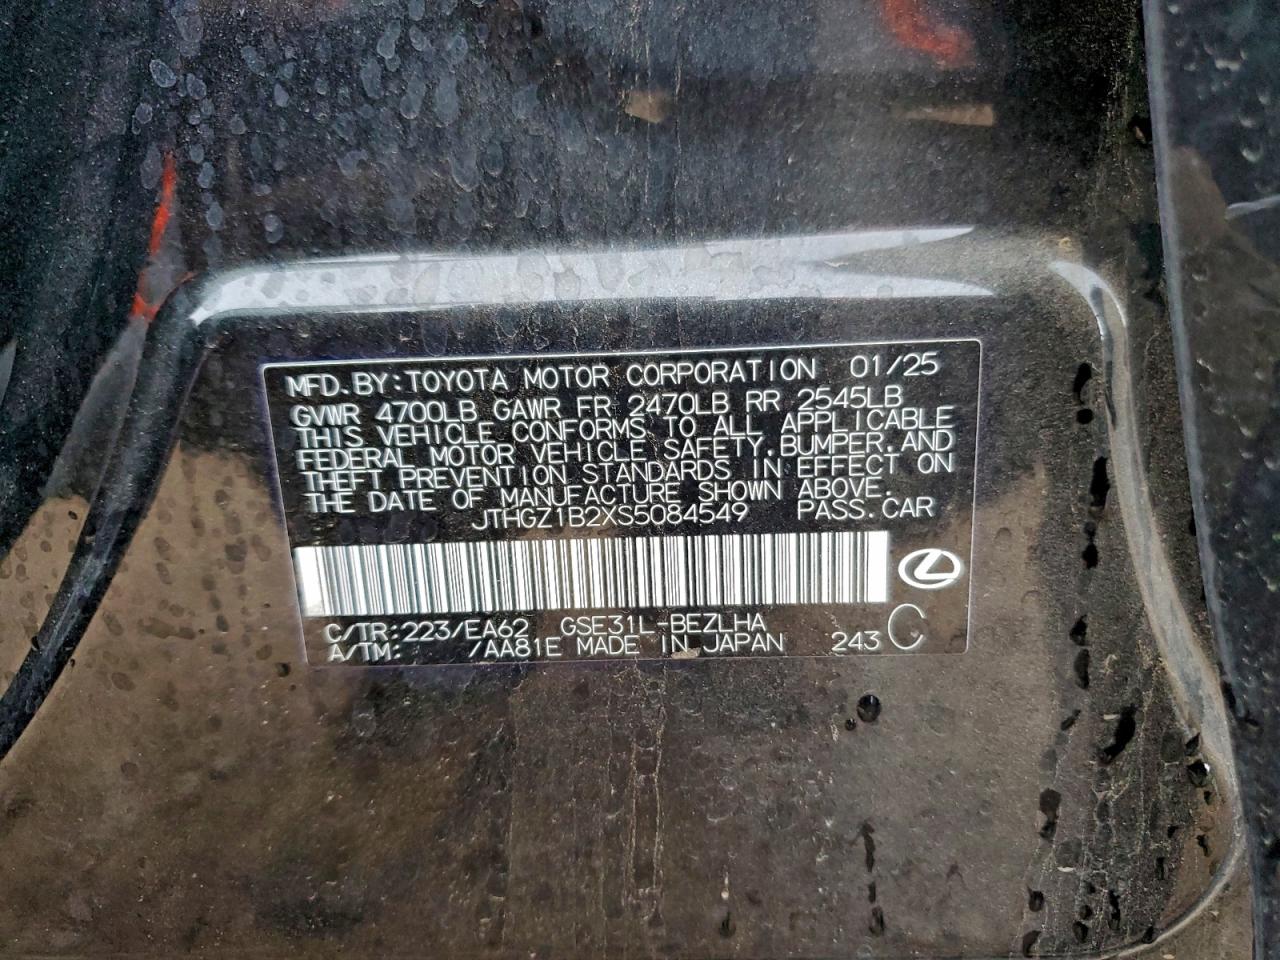 MFD.BY:TOYOTA MOTOR CORPORATION 01/25
GVWR 4700LB GAWR FR 2470LB RR 2545LB
THIS VEHICLE CONFORMS TO ALL APPLICABLE
FEDERAL MOTOR VEHICLE SAFETY,BUMPER,AND
THEFT PREVENTION STANDARDS IN EFFECT ON
THE DATE OF MANUFACTURE SHOWN ABOVE.
JTHGZ1B2XS5084549 PASS.CAR
C/TR:223/EA62 GSE31L-BEZLHA
A/TM: /AA81E MADE IN JAPAN 243 C